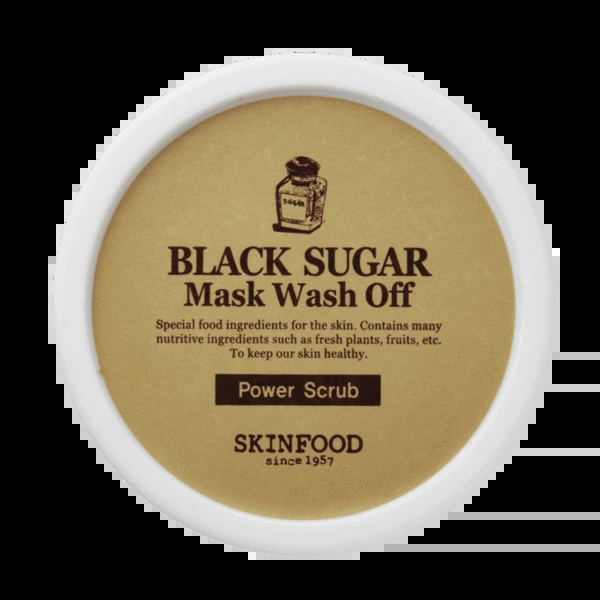 SUGAR
BLACK SUGAR
Mask Wash Off
Special food ingredients for the skin. Contains many
nutritive ingredients such as fresh plants, fruits, etc.
To keep our skin healthy.
Power Scrub
SKINFOOD
since 1957